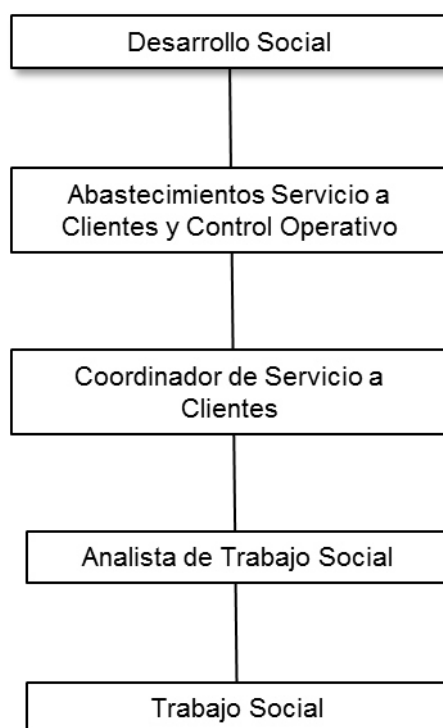 Desarrollo Social
Abastecimientos Servicio a
Clientes y Control Operativo
Coordinador de Servicio a
Clientes
Analista de Trabajo Social
Trabajo Social